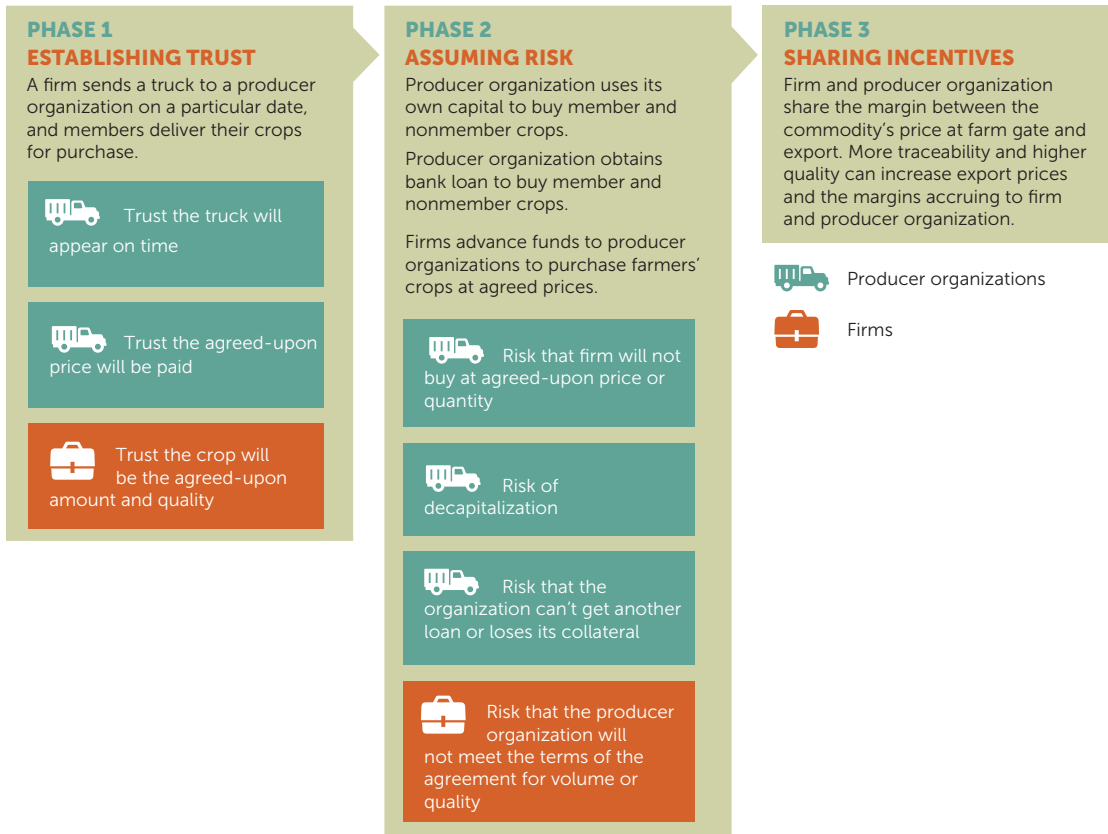 PHASE 1
ESTABLISHING TRUST
A firm sends a truck to a producer
organization on a particular date,
and members deliver their crops
for purchase.
Trust the truck will
appear on time
Trust the agreed-upon
price will be paid
Trust the crop will
be the agreed-upon
amount and quality
PHASE 2
ASSUMING RISK
Producer organization uses its
own capital to buy member and
nonmember crops.
Producer organization obtains
bank loan to buy member and
nonmember crops.
Firms advance funds to producer
organizations to purchase farmers’
crops at agreed prices.
Risk that firm will not
buy at agreed-upon price or
quantity
Risk of
decapitalization
Risk that the
organization can’t get another
loan or loses its collateral
Risk that the producer
organization will
not meet the terms of the
agreement for volume or
quality
PHASE 3
SHARING INCENTIVES
Firm and producer organization
share the margin between the
commodity’s price at farm gate and
export. More traceability and higher
quality can increase export prices
and the margins accruing to firm
and producer organization.
Producer organizations
Firms